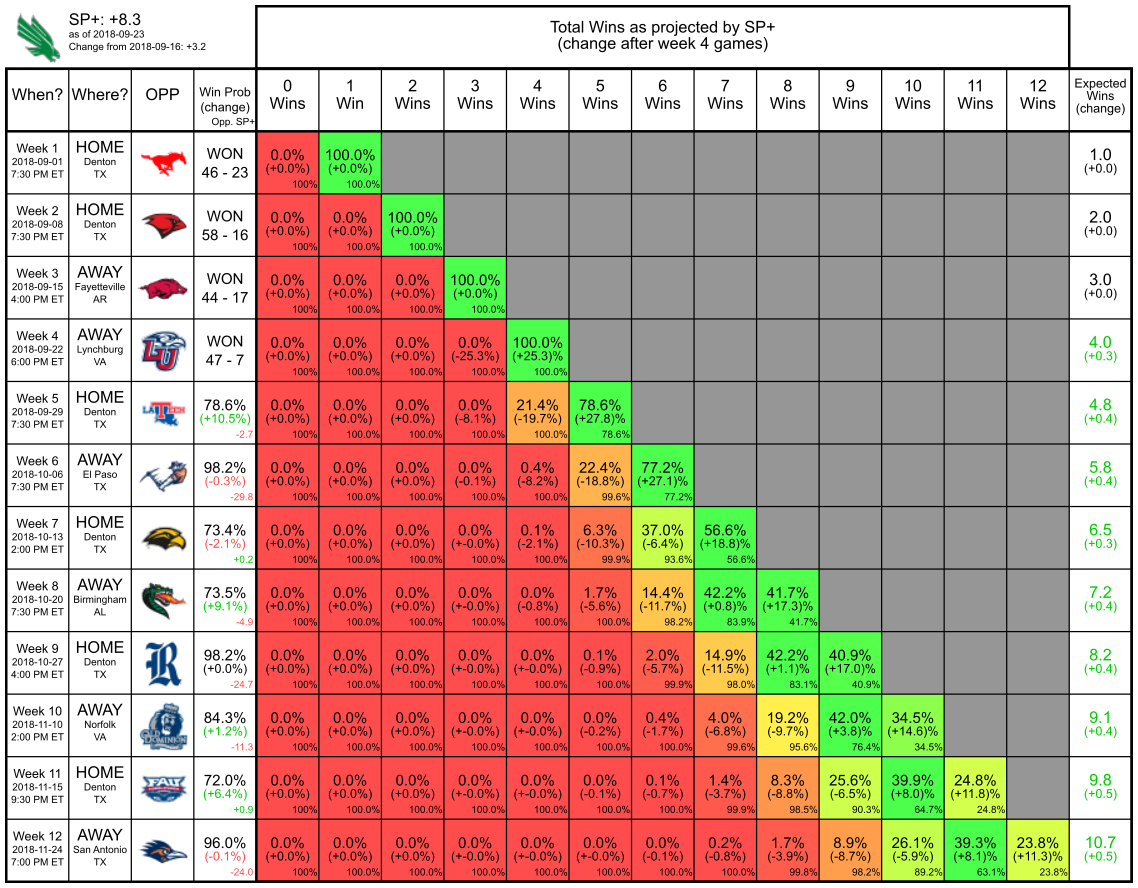 SP+: +8.3
as of 2018-09-23
Change from 2018-09-16: +3.2
Total Wins as projected by SP+
(change after week 4 games)
When? Where? OPP Win Prob (change) Opp. SP+ 0 Wins 1 Win 2 Wins 3 Wins 4 Wins 5 Wins 6 Wins 7 Wins 8 Wins 9 Wins 10 Wins 11 Wins 12 Wins Expected Wins (change)
Week 1 HOME WON 0.0% 100.0% 1.0
2018-09-01 Denton (+0.0%) (+0.0%) (+0.0)
7:30 PM ET TX 46 - 23 100% 100.0%
Week 2 HOME WON 0.0% 0.0% 100.0% 2.0
2018-09-08 Denton (+0.0%) (+0.0%) (+0.0%) (+0.0)
7:30 PM ET TX 58 - 16 100% 100.0% 100.0%
Week 3 AWAY WON 0.0% 0.0% 0.0% 100.0% 3.0
2018-09-15 Fayetteville (+0.0%) (+0.0%) (+0.0%) (+0.0%) (+0.0)
4:00 PM ET AR 44 - 17 100% 100.0% 100.0% 100.0%
Week 4 AWAY LU WON 0.0% 0.0% 0.0% 0.0% 100.0% 4.0
2018-09-22 Lynchburg (+0.0%) (+0.0%) (+0.0%) (-25.3%) (+25.3)% (+0.3)
6:00 PM ET VA 47 - 7 100% 100.0% 100.0% 100.0% 100.0%
Week 5 HOME LA TECH 78.6% 0.0% 0.0% 0.0% 0.0% 21.4% 78.6% 4.8
2018-09-29 Denton (+10.5%) (+0.0%) (+0.0%) (+0.0%) (-8.1%) (-19.7%) (+27.8)% (+0.4)
7:30 PM ET TX -2.7 100% 100.0% 100.0% 100.0% 100.0% 78.6%
Week 6 AWAY 98.2% 0.0% 0.0% 0.0% 0.0% 0.4% 22.4% 77.2% 5.8
2018-10-06 El Paso (-0.3%) (+0.0%) (+0.0%) (+0.0%) (-0.1%) (-8.2%) (-18.8%) (+27.1)% (+0.4)
7:30 PM ET TX -29.8 100% 100.0% 100.0% 100.0% 100.0% 99.6% 77.2%
Week 7 HOME 73.4% 0.0% 0.0% 0.0% 0.0% 0.1% 6.3% 37.0% 56.6% 6.5
2018-10-13 Denton (-2.1%) (+0.0%) (+0.0%) (+0.0%) (+-0.0%) (-2.1%) (-10.3%) (-6.4%) (+18.8)% (+0.3)
2:00 PM ET TX +0.2 100% 100.0% 100.0% 100.0% 100.0% 99.9% 93.6% 56.6%
Week 8 AWAY 73.5% 0.0% 0.0% 0.0% 0.0% 0.0% 1.7% 14.4% 42.2% 41.7% 7.2
2018-10-20 Birmingham (+9.1%) (+0.0%) (+0.0%) (+0.0%) (+-0.0%) (-0.8%) (-5.6%) (-11.7%) (+0.8)% (+17.3)% (+0.4)
7:30 PM ET AL -4.9 100% 100.0% 100.0% 100.0% 100.0% 100.0% 98.2% 83.9% 41.7%
Week 9 HOME R 98.2% 0.0% 0.0% 0.0% 0.0% 0.0% 0.1% 2.0% 14.9% 42.2% 40.9% 8.2
2018-10-27 Denton (+0.0%) (+0.0%) (+0.0%) (+0.0%) (+-0.0%) (+-0.0%) (-0.9%) (-5.7%) (-11.5%) (+1.1)% (+17.0)% (+0.4)
4:00 PM ET TX -24.7 100% 100.0% 100.0% 100.0% 100.0% 100.0% 99.9% 98.0% 83.1% 40.9%
Week 10 AWAY OLD DOMINION 84.3% 0.0% 0.0% 0.0% 0.0% 0.0% 0.0% 0.4% 4.0% 19.2% 42.0% 34.5% 9.1
2018-11-10 Norfolk (+1.2%) (+0.0%) (+0.0%) (+0.0%) (+-0.0%) (+-0.0%) (-0.2%) (-1.7%) (-6.8%) (-9.7%) (+3.8)% (+14.6)% (+0.4)
2:00 PM ET VA -11.3 100% 100.0% 100.0% 100.0% 100.0% 100.0% 100.0% 99.6% 95.6% 76.4% 34.5%
Week 11 HOME FAU 72.0% 0.0% 0.0% 0.0% 0.0% 0.0% 0.0% 0.1% 1.4% 8.3% 25.6% 39.9% 24.8% 9.8
2018-11-15 Denton (+6.4%) (+0.0%) (+0.0%) (+0.0%) (+-0.0%) (+-0.0%) (-0.1%) (-0.7%) (-3.7%) (-8.8%) (-6.5%) (+8.0)% (+11.8)% (+0.5)
9:30 PM ET TX +0.9 100% 100.0% 100.0% 100.0% 100.0% 100.0% 100.0% 99.9% 98.5% 90.3% 64.7% 24.8%
Week 12 AWAY 96.0% 0.0% 0.0% 0.0% 0.0% 0.0% 0.0% 0.0% 0.2% 1.7% 8.9% 26.1% 39.3% 23.8% 10.7
2018-11-24 San Antonio (-0.1%) (+0.0%) (+0.0%) (+0.0%) (+-0.0%) (+-0.0%) (+-0.0%) (-0.1%) (-0.8%) (-3.9%) (-8.7%) (-5.9%) (+8.1)% (+11.3)% (+0.5)
7:00 PM ET TX -24.0 100% 100.0% 100.0% 100.0% 100.0% 100.0% 100.0% 100.0% 99.8% 98.2% 89.2% 63.1% 23.8%